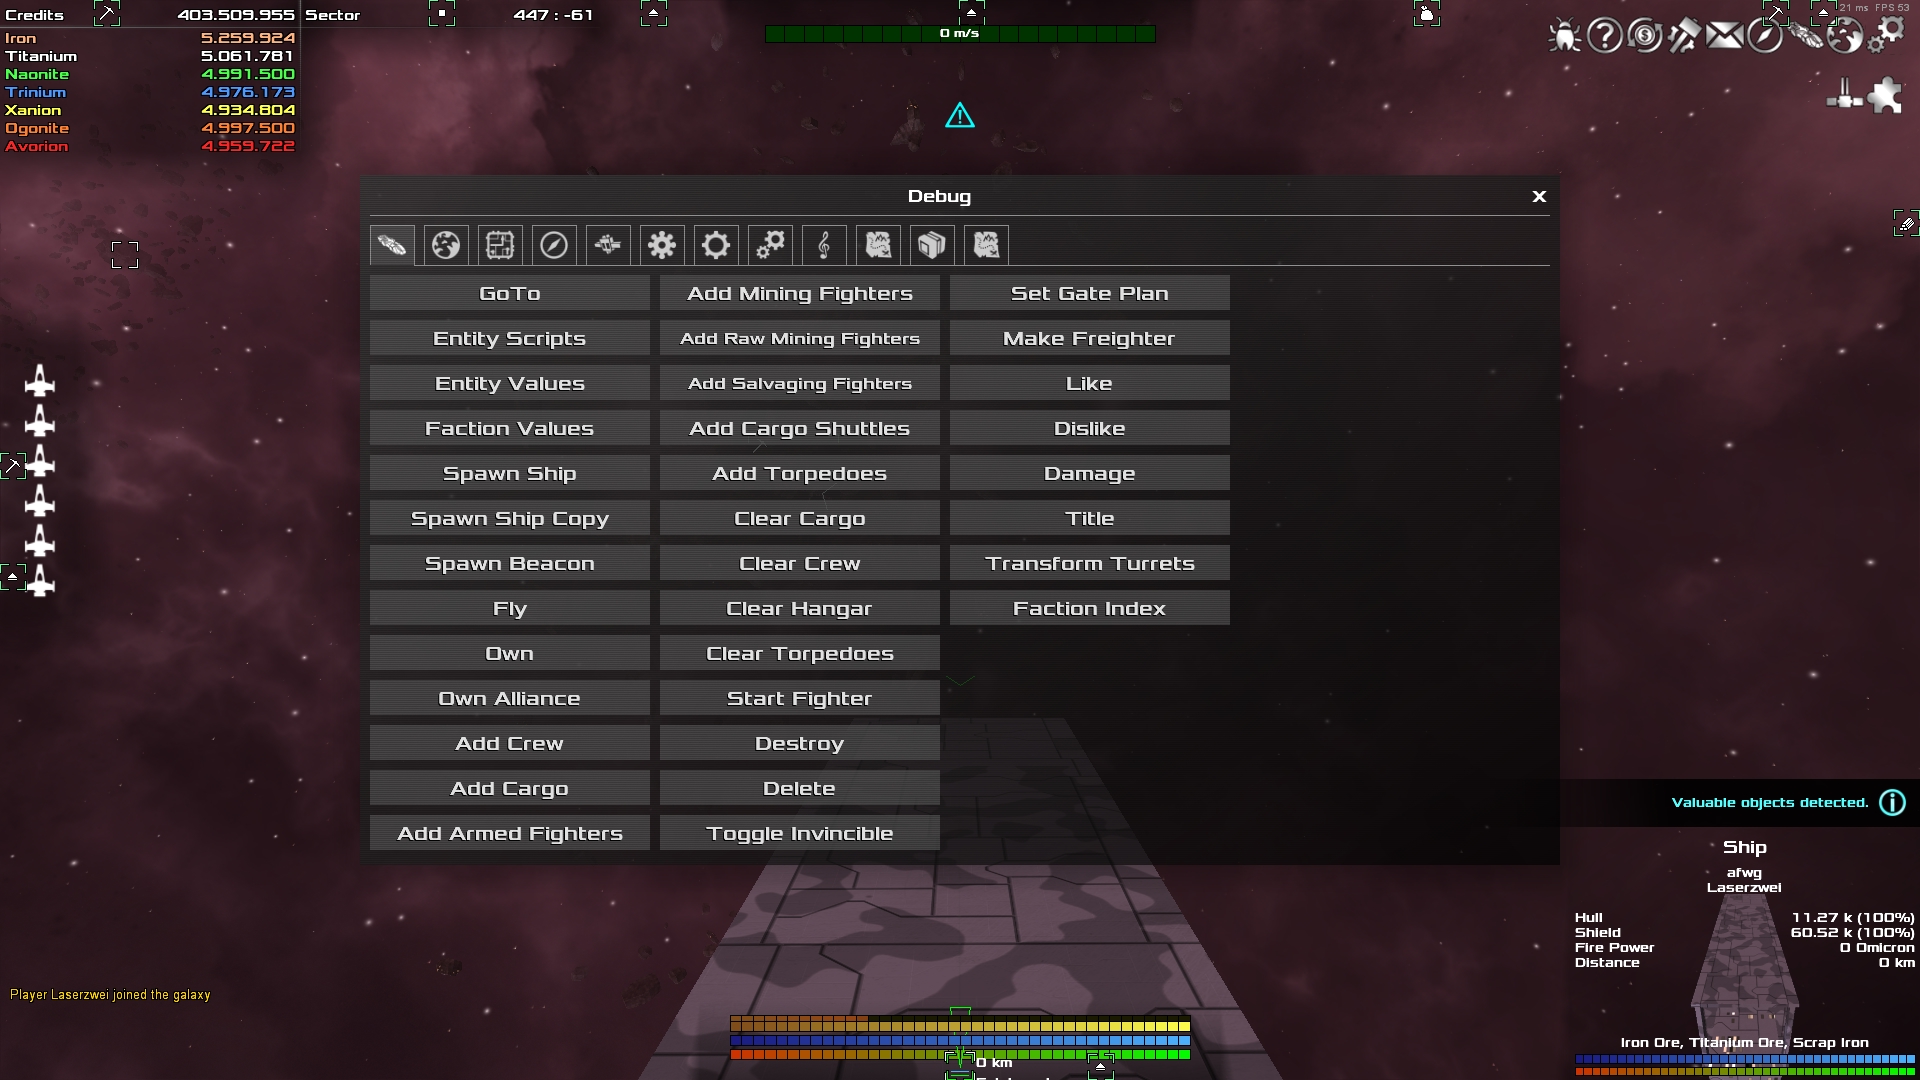 Credits 403.509.955 Sector 447 : -61
21 ms FPS 53
Iron 5.259.924
Titanium 5.061.781
Naonite 4.991.500
Trinium 4.976.173
Xanion 4.934.804
Ogonite 4.997.500
Avorion 4.959.722
0 m/s
Debug X
GoTo Add Mining Fighters Set Gate Plan
Entity Scripts Add Raw Mining Fighters Make Freighter
Entity Values Add Salvaging Fighters Like
Faction Values Add Cargo Shuttles Dislike
Spawn Ship Add Torpedoes Damage
Spawn Ship Copy Clear Cargo Title
Spawn Beacon Clear Crew Transform Turrets
Fly Clear Hangar Faction Index
Own Clear Torpedoes
Own Alliance Start Fighter
Add Crew Destroy
Add Cargo Delete
Add Armed Fighters Toggle Invincible
Valuable objects detected.
Ship
afwg
Laserzwei
Hull 11.27 k (100%)
Shield 60.52 k (100%)
Fire Power 0 Omicron
Distance 0 km
Iron Ore, Titanium Ore, Scrap Iron
Player Laserzwei joined the galaxy
0 km